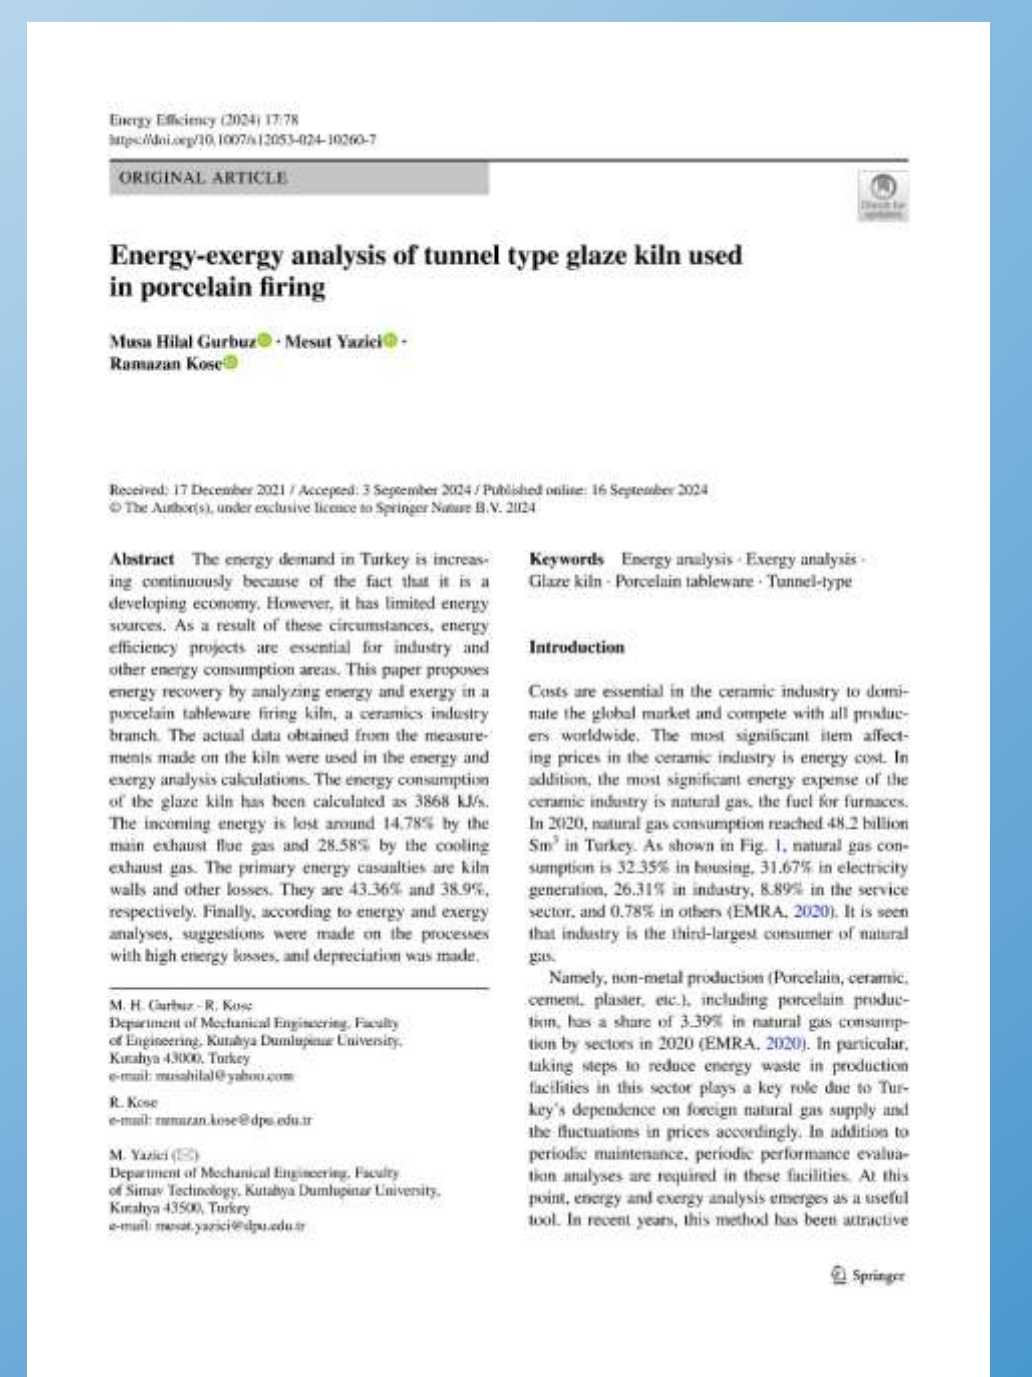 Energy Efficiency (2024) 17:78
https://doi.org/10.1007/s12053-024-10260-7
ORIGINAL ARTICLE
Check for
updates
Energy-exergy analysis of tunnel type glaze kiln used
in porcelain firing
Musa Hilal Gurbuz · Mesut Yazici ·
Ramazan Kose
Received: 17 December 2021 / Accepted: 3 September 2024 / Published online: 16 September 2024
© The Author(s), under exclusive licence to Springer Nature B.V. 2024
Abstract The energy demand in Turkey is increas-
ing continuously because of the fact that it is a
developing economy. However, it has limited energy
sources. As a result of these circumstances, energy
efficiency projects are essential for industry and
other energy consumption areas. This paper proposes
energy recovery by analyzing energy and exergy in a
porcelain tableware firing kiln, a ceramics industry
branch. The actual data obtained from the measure-
ments made on the kiln were used in the energy and
exergy analysis calculations. The energy consumption
of the glaze kiln has been calculated as 3868 kJ/s.
The incoming energy is lost around 14.78% by the
main exhaust flue gas and 28.58% by the cooling
exhaust gas. The primary energy casualties are kiln
walls and other losses. They are 43.36% and 38.9%,
respectively. Finally, according to energy and exergy
analyses, suggestions were made on the processes
with high energy losses, and depreciation was made.
M. H. Gurbuz · R. Kose
Department of Mechanical Engineering, Faculty
of Engineering, Kutahya Dumlupinar University,
Kutahya 43000, Turkey
e-mail: musahilal@yahoo.com
R. Kose
e-mail: ramazan.kose@dpu.edu.tr
M. Yazici (✉)
Department of Mechanical Engineering, Faculty
of Simav Technology, Kutahya Dumlupinar University,
Kutahya 43500, Turkey
e-mail: mesut.yazici@dpu.edu.tr
Keywords Energy analysis · Exergy analysis ·
Glaze kiln · Porcelain tableware · Tunnel-type
Introduction
Costs are essential in the ceramic industry to domi-
nate the global market and compete with all produc-
ers worldwide. The most significant item affect-
ing prices in the ceramic industry is energy cost. In
addition, the most significant energy expense of the
ceramic industry is natural gas, the fuel for furnaces.
In 2020, natural gas consumption reached 48.2 billion
Sm³ in Turkey. As shown in Fig. 1, natural gas con-
sumption is 32.35% in housing, 31.67% in electricity
generation, 26.31% in industry, 8.89% in the service
sector, and 0.78% in others (EMRA, 2020). It is seen
that industry is the third-largest consumer of natural
gas.
Namely, non-metal production (Porcelain, ceramic,
cement, plaster, etc.), including porcelain produc-
tion, has a share of 3.39% in natural gas consump-
tion by sectors in 2020 (EMRA, 2020). In particular,
taking steps to reduce energy waste in production
facilities in this sector plays a key role due to Tur-
key's dependence on foreign natural gas supply and
the fluctuations in prices accordingly. In addition to
periodic maintenance, periodic performance evalua-
tion analyses are required in these facilities. At this
point, energy and exergy analysis emerges as a useful
tool. In recent years, this method has been attractive
Springer